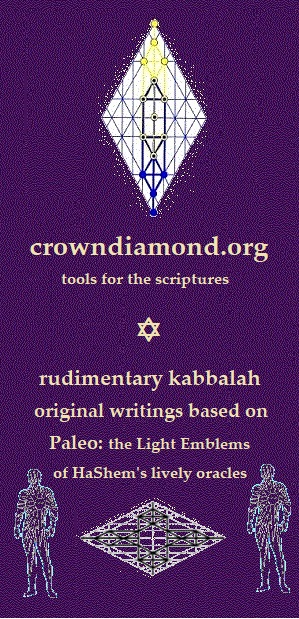 crowndiamond.org
tools for the scriptures
rudimentary kabbalah
original writings based on
Paleo: the Light Emblems
of HaShem's lively oracles